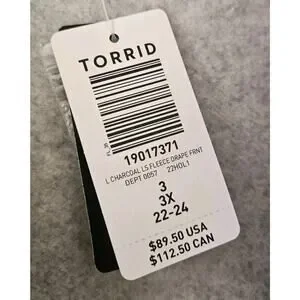 TORRID
19017371
L CHARCOAL LS FLEECE DRAPE FRNT
DEPT 0057 22HOL1
3
3X
22-24
$89.50 USA
$112.50 CAN